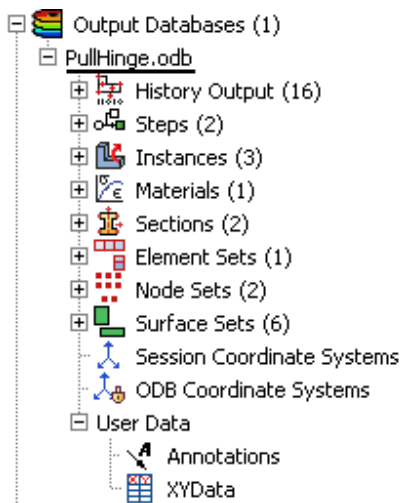 Output Databases (1)
PullHinge.odb
History Output (16)
Steps (2)
Instances (3)
Materials (1)
Sections (2)
Element Sets (1)
Node Sets (2)
Surface Sets (6)
Session Coordinate Systems
ODB Coordinate Systems
User Data
Annotations
XYData